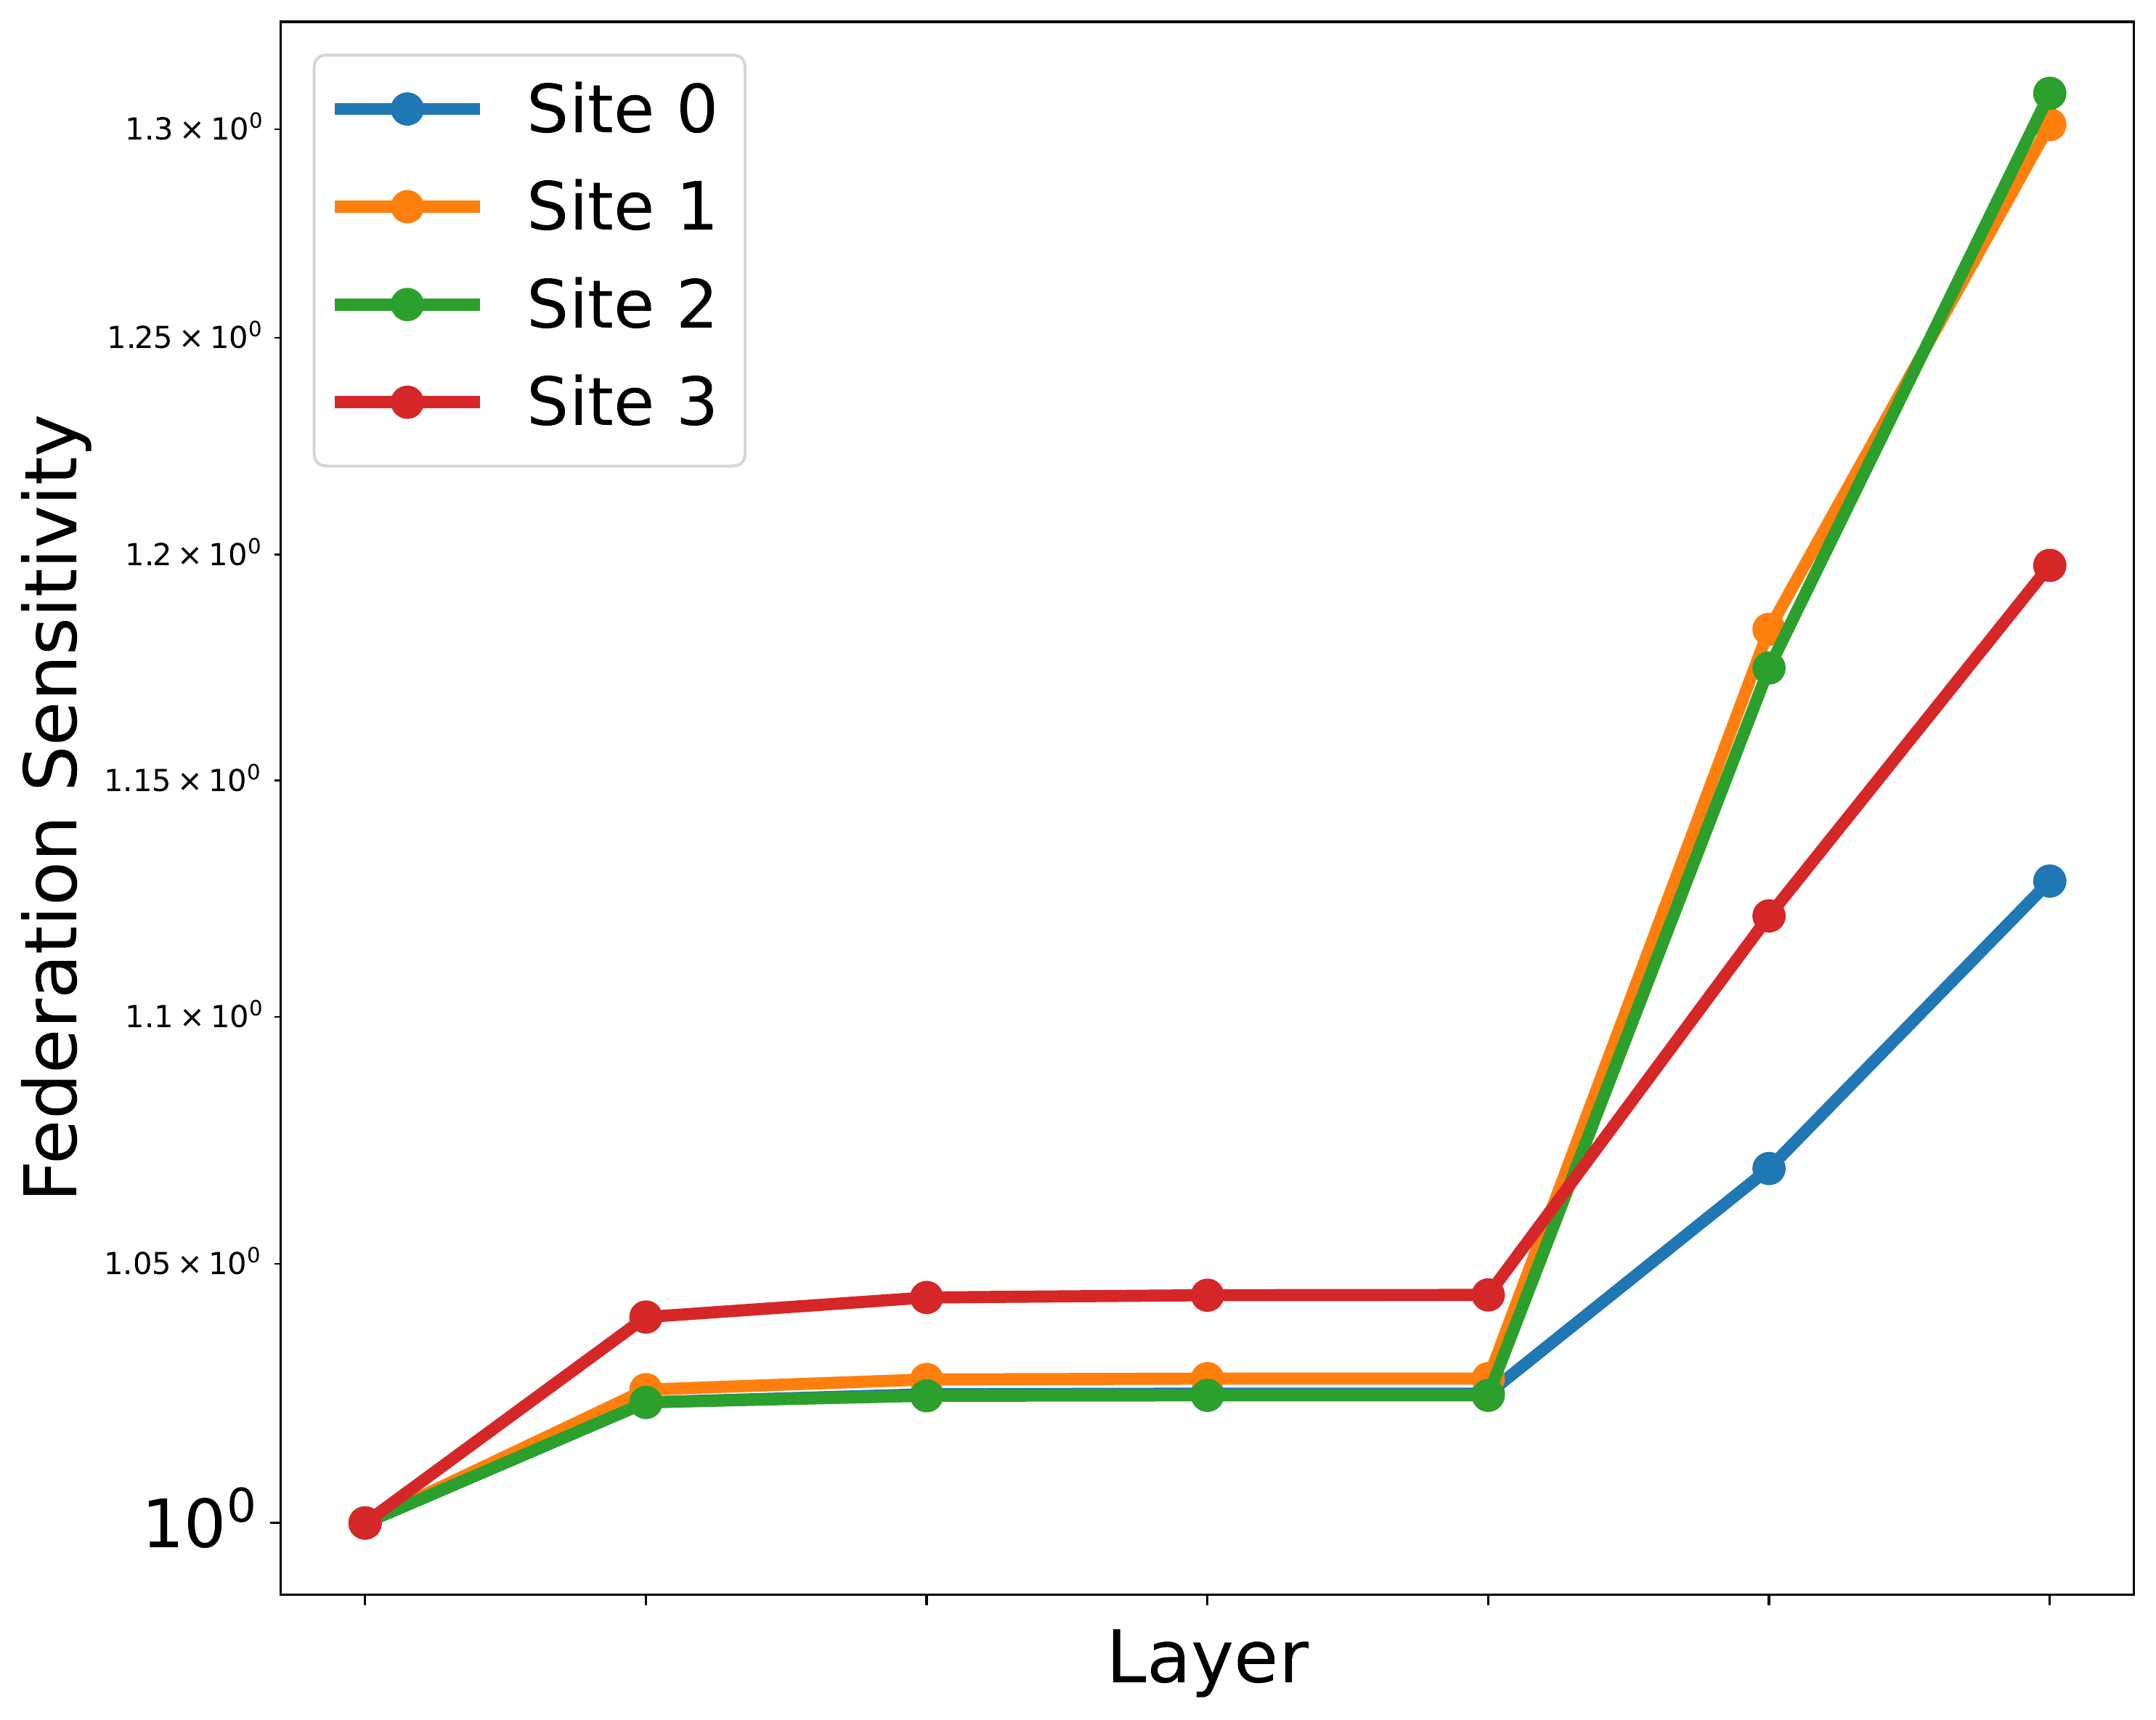 Site 0
Site 1
Site 2
Site 3
Federation Sensitivity
1.3 × 10⁰
1.25 × 10⁰
1.2 × 10⁰
1.15 × 10⁰
1.1 × 10⁰
1.05 × 10⁰
10⁰
Layer